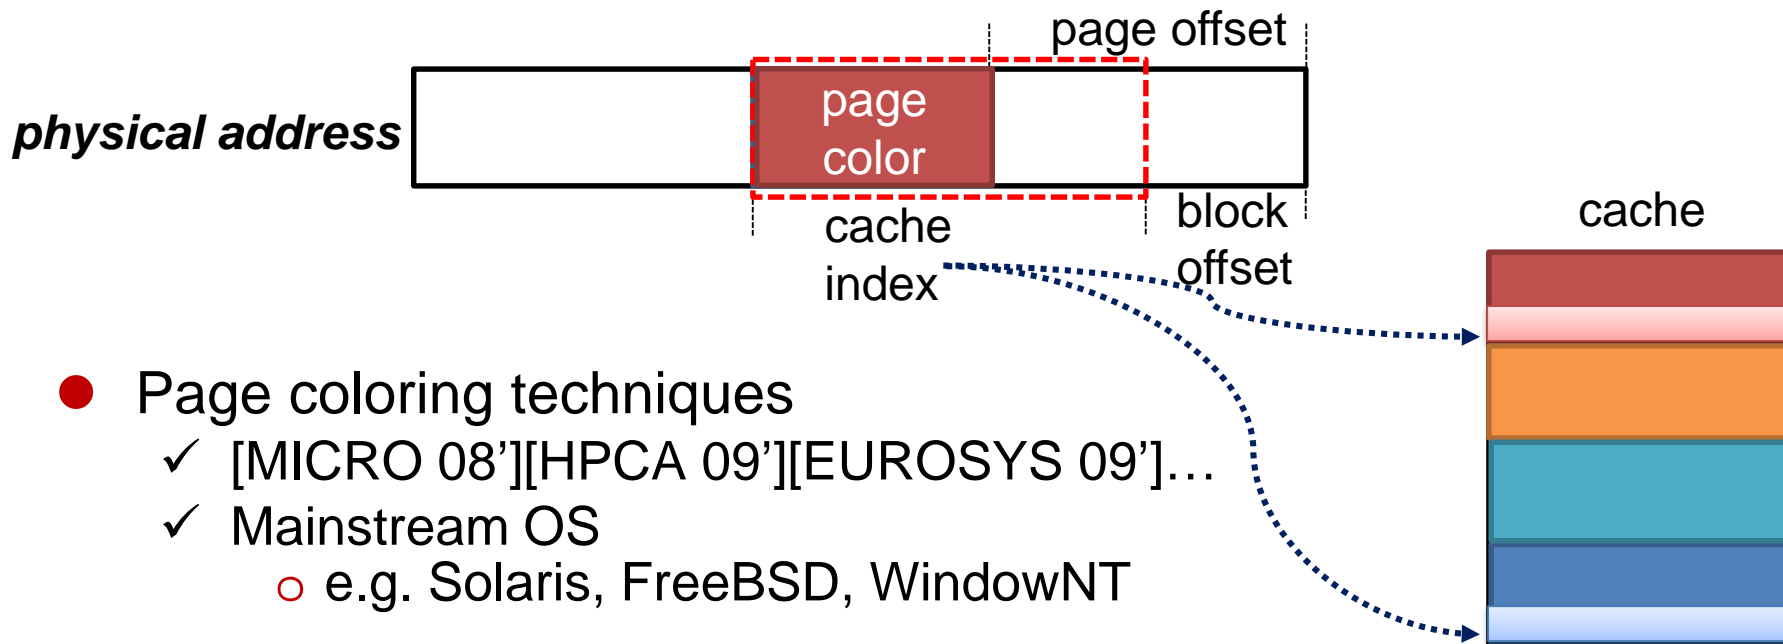 page offset
physical address
page
color
cache
index
block
offset
cache
● Page coloring techniques
✓ [MICRO 08’][HPCA 09’][EUROSYS 09’]…
✓ Mainstream OS
o e.g. Solaris, FreeBSD, WindowNT